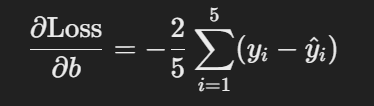 ∂Loss/∂b = −2/5 ∑_{i=1}^{5} (y_i − ŷ_i)